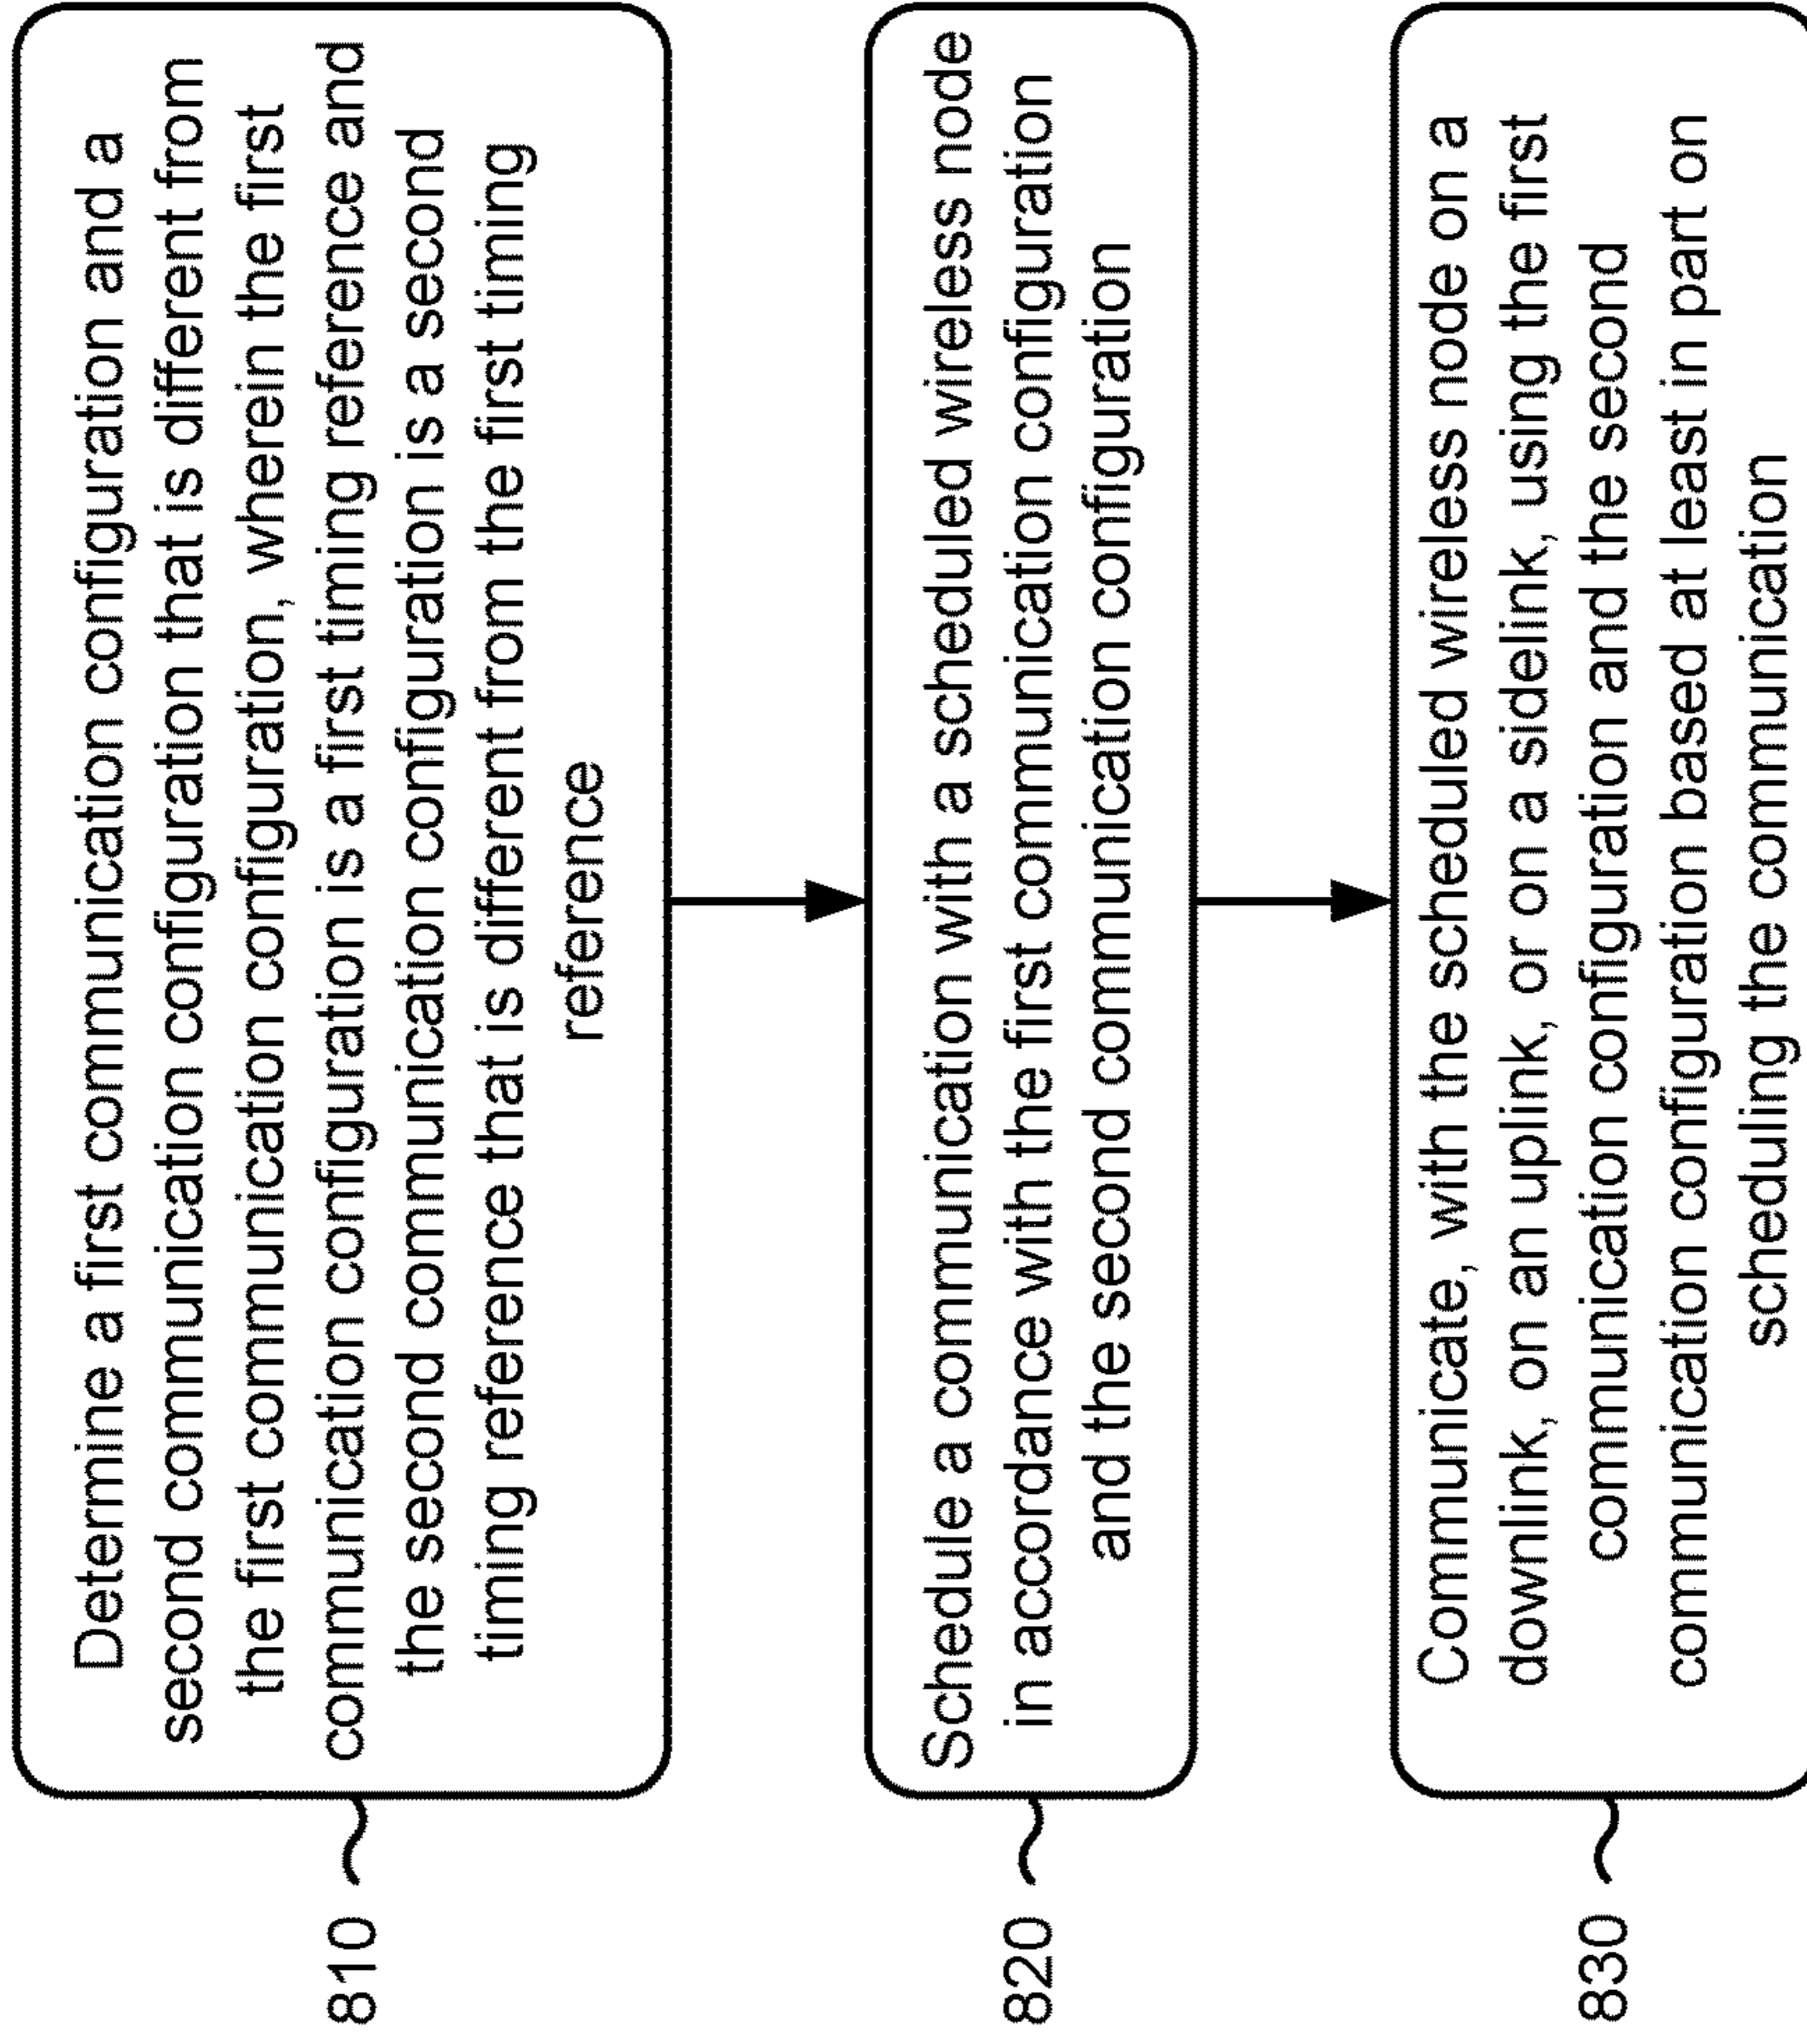 810
Determine a first communication configuration and a
second communication configuration that is different from
the first communication configuration, wherein the first
communication configuration is a first timing reference and
the second communication configuration is a second
timing reference that is different from the first timing
reference
820
Schedule a communication with a scheduled wireless node
in accordance with the first communication configuration
and the second communication configuration
830
Communicate, with the scheduled wireless node on a
downlink, on an uplink, or on a sidelink, using the first
communication configuration and the second
communication configuration based at least in part on
scheduling the communication